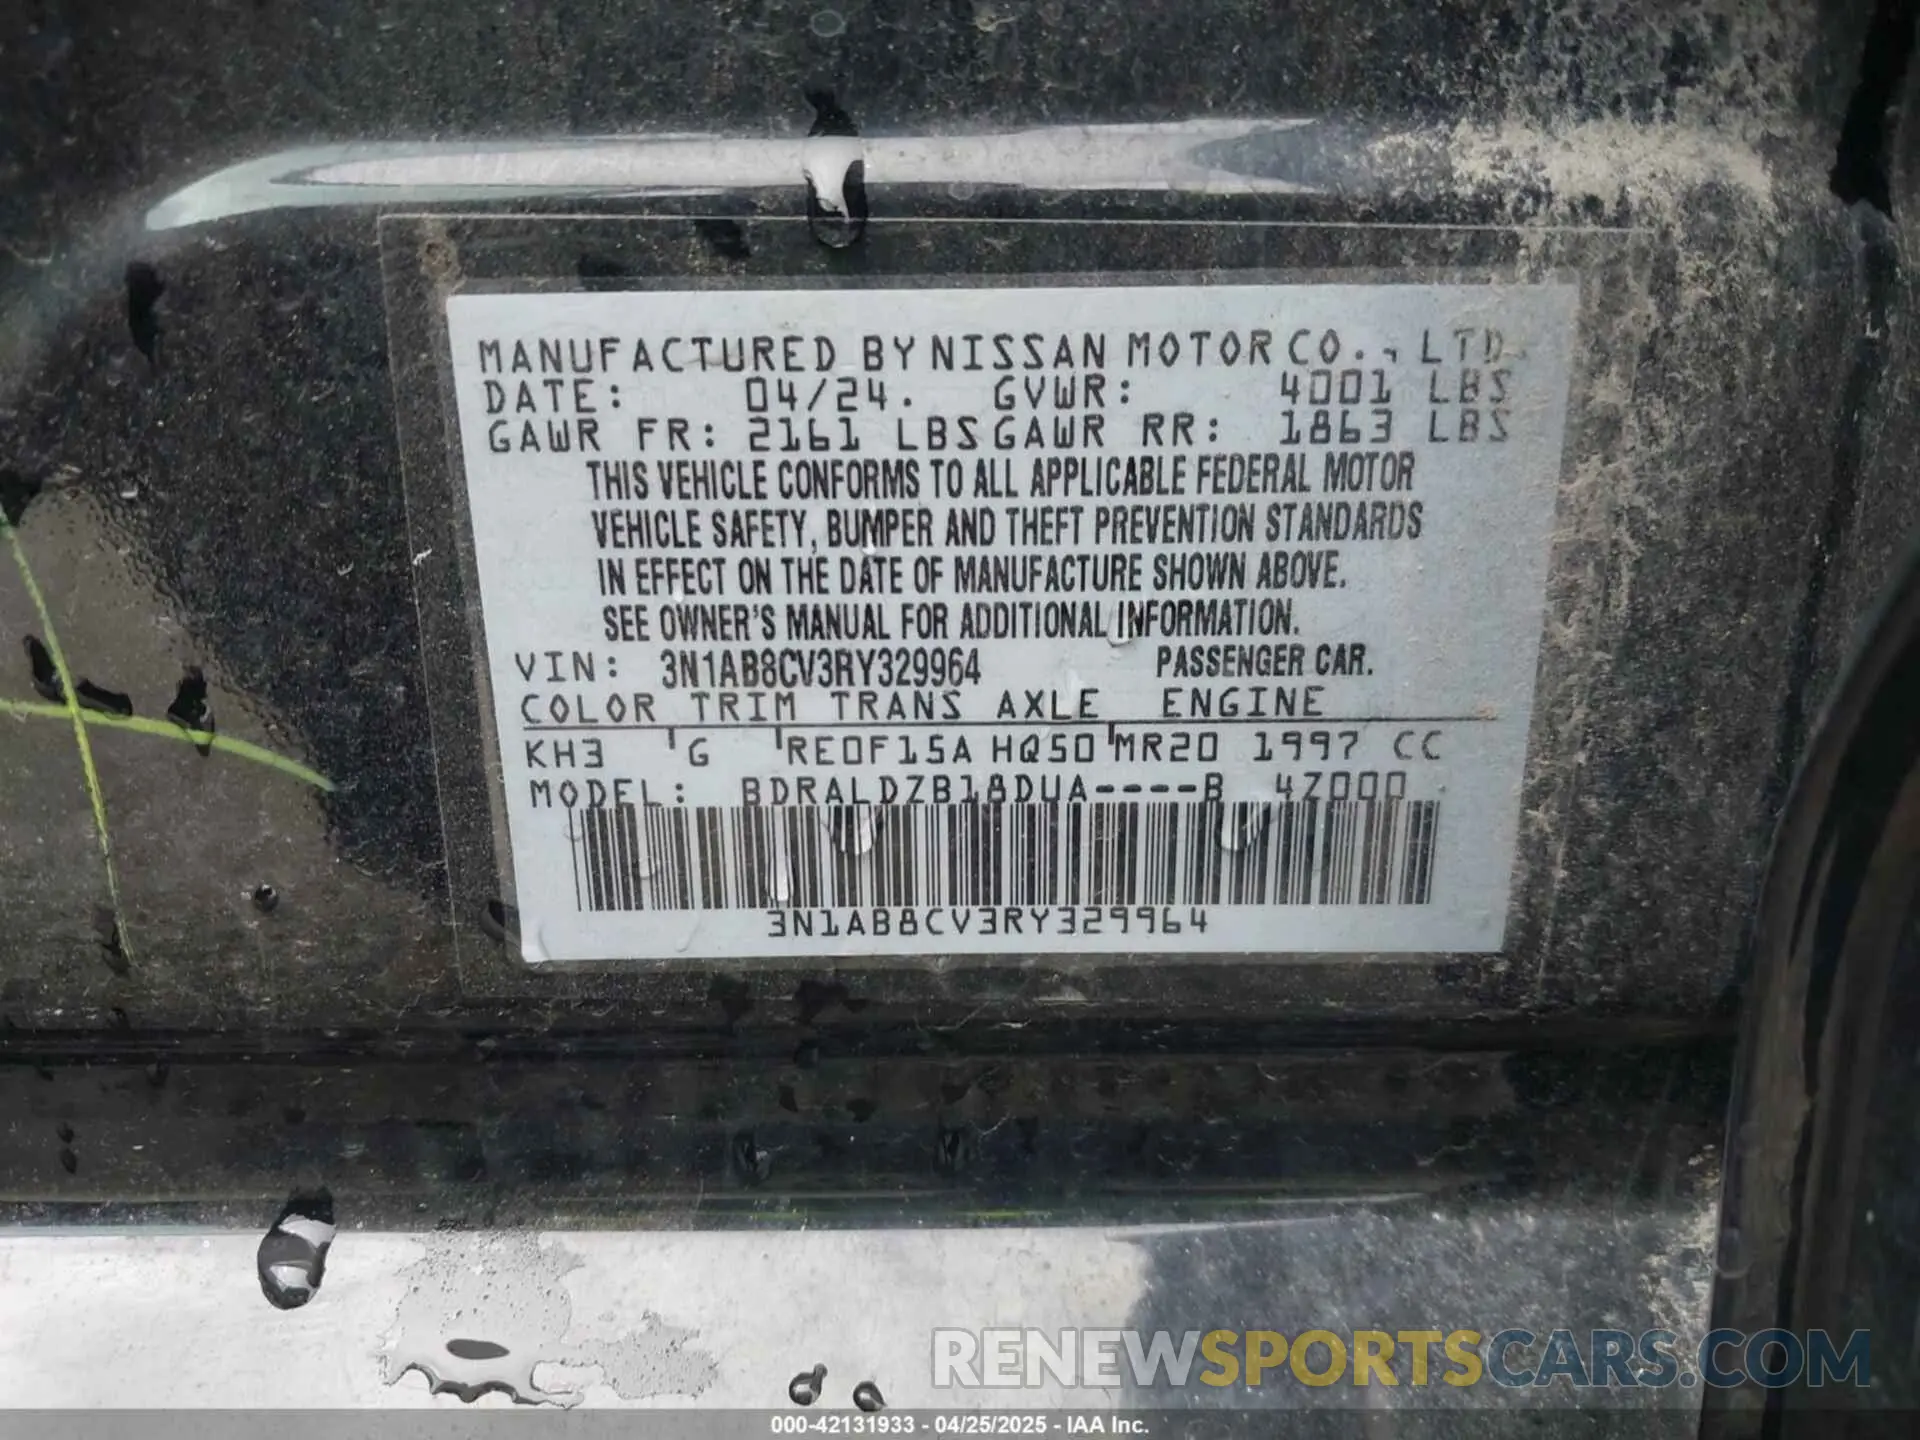 MANUFACTURED BY NISSAN MOTOR CO., LTD.
DATE: 04/24. GVWR: 4001 LBS
GAWR FR: 2161 LBS GAWR RR: 1863 LBS
THIS VEHICLE CONFORMS TO ALL APPLICABLE FEDERAL MOTOR
VEHICLE SAFETY, BUMPER AND THEFT PREVENTION STANDARDS
IN EFFECT ON THE DATE OF MANUFACTURE SHOWN ABOVE.
SEE OWNER'S MANUAL FOR ADDITIONAL INFORMATION.
VIN: 3N1AB8CV3RY329964 PASSENGER CAR.
COLOR TRIM TRANS AXLE ENGINE
KH3 G RE0F15A HQ50 MR20 1997 CC
MODEL: BDRALDZB18DUA----B 4Z000
3N1AB8CV3RY329964
RENEWSPORTSCARS.COM
000-42131933 - 04/25/2025 - IAA Inc.